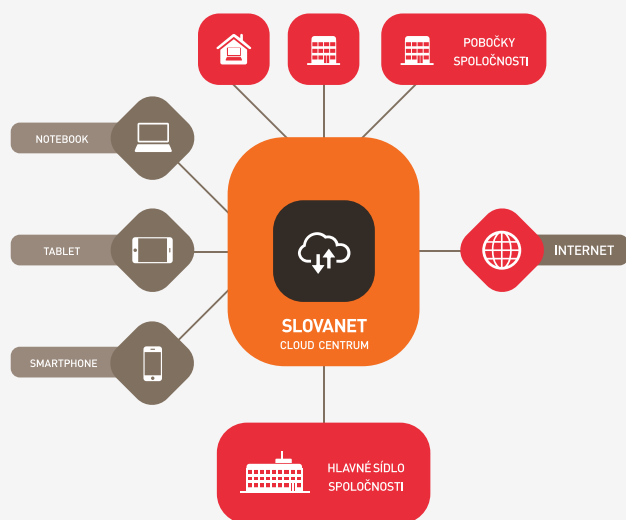 POBOČKY
SPOLOČNOSTI
NOTEBOOK
TABLET
INTERNET
SLOVANET
CLOUD CENTRUM
SMARTPHONE
HLAVNÉ SÍDLO
SPOLOČNOSTI